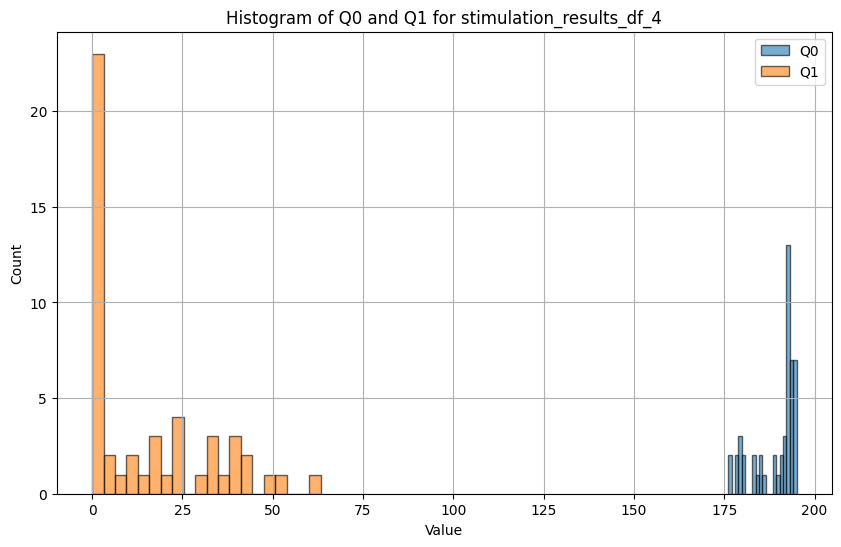 Histogram of Q0 and Q1 for stimulation_results_df_4
Q0
Q1
Count
20
15
10
5
0
0 25 50 75 100 125 150 175 200
Value